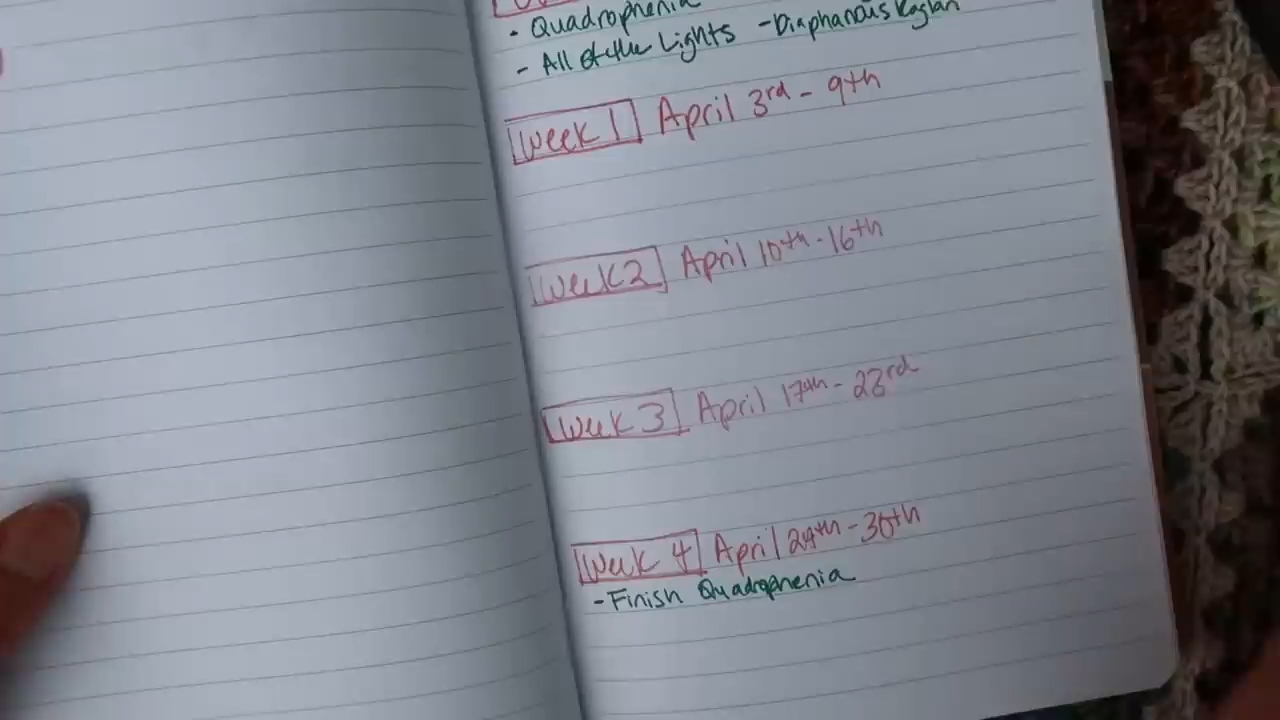 - Quadrophenia
- All of the Lights - Diaphanous Raglan
Week 1 April 3rd - 9th
Week 2 April 10th - 16th
Week 3 April 17th - 23rd
Week 4 April 24th - 30th
- Finish Quadrophenia